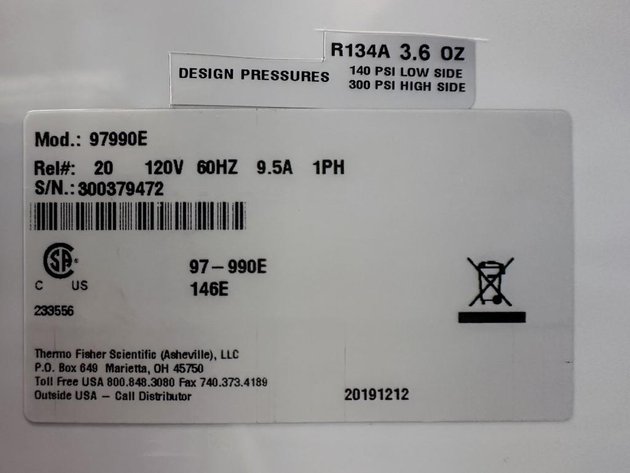 R134A 3.6 OZ
DESIGN PRESSURES 140 PSI LOW SIDE
300 PSI HIGH SIDE
Mod.: 97990E
Rel#: 20 120V 60HZ 9.5A 1PH
S/N.: 300379472
SA
C US
97-990E
146E
233556
Thermo Fisher Scientific (Asheville), LLC
P.O. Box 649 Marietta, OH 45750
Toll Free USA 800.848.3080 Fax 740.373.4189
Outside USA - Call Distributor
20191212